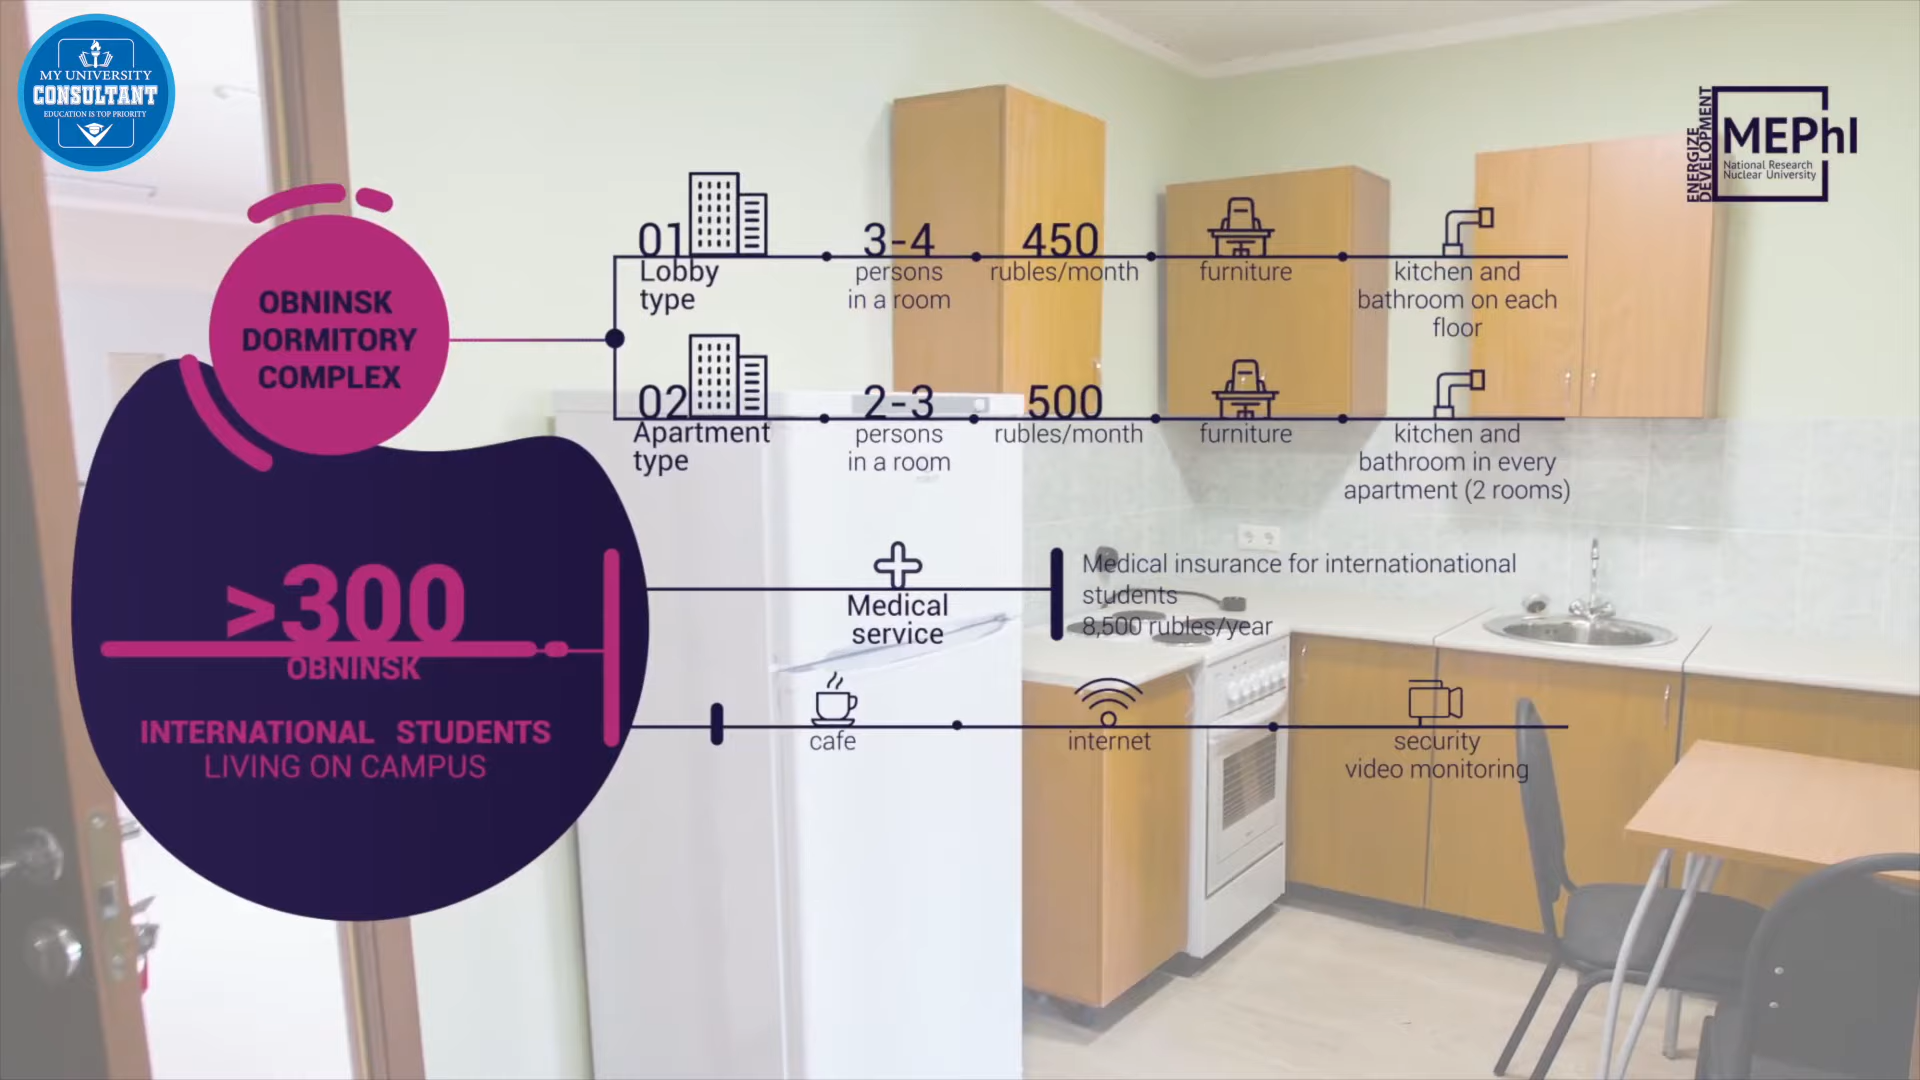 MY UNIVERSITY
CONSULTANT
EDUCATION IS TOP PRIORITY
ENERGIZE
DEVELOPMENT
MEPhI
National Research
Nuclear University
OBNINSK
DORMITORY
COMPLEX
01
Lobby
type
3-4
persons
in a room
450
rubles/month
furniture
kitchen and
bathroom on each
floor
02
Apartment
type
2-3
persons
in a room
500
rubles/month
furniture
kitchen and
bathroom in every
apartment (2 rooms)
>300
OBNINSK
INTERNATIONAL STUDENTS
LIVING ON CAMPUS
Medical
service
Medical insurance for internationational
students
8,500 rubles/year
cafe
internet
security
video monitoring